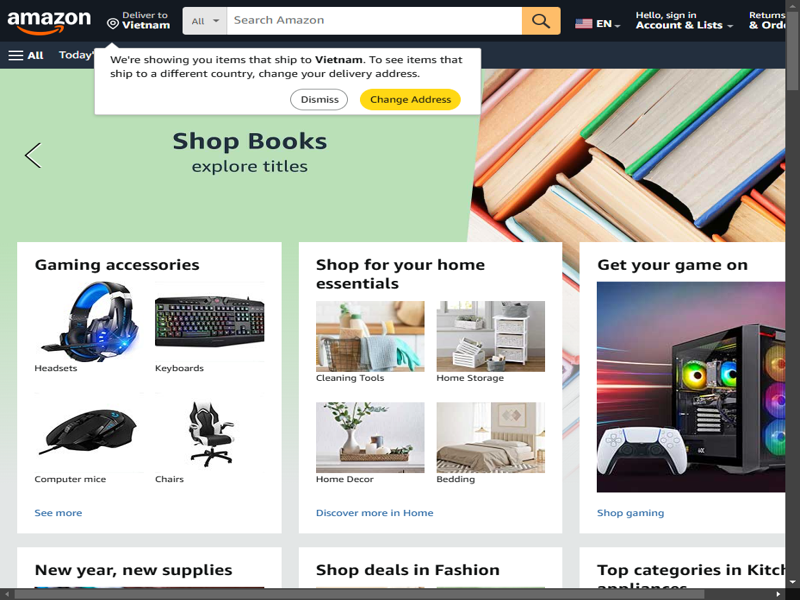 amazon
Deliver to
Vietnam
All
Search Amazon
EN
Hello, sign in
Account & Lists
Returns
All
We're showing you items that ship to Vietnam. To see items that
ship to a different country, change your delivery address.
Dismiss
Change Address
Shop Books
explore titles
Gaming accessories
Headsets
Keyboards
Computer mice
Chairs
See more
Shop for your home
essentials
Cleaning Tools
Home Storage
Home Decor
Bedding
Discover more in Home
Get your game on
Shop gaming
New year, new supplies
Shop deals in Fashion
Top categories in